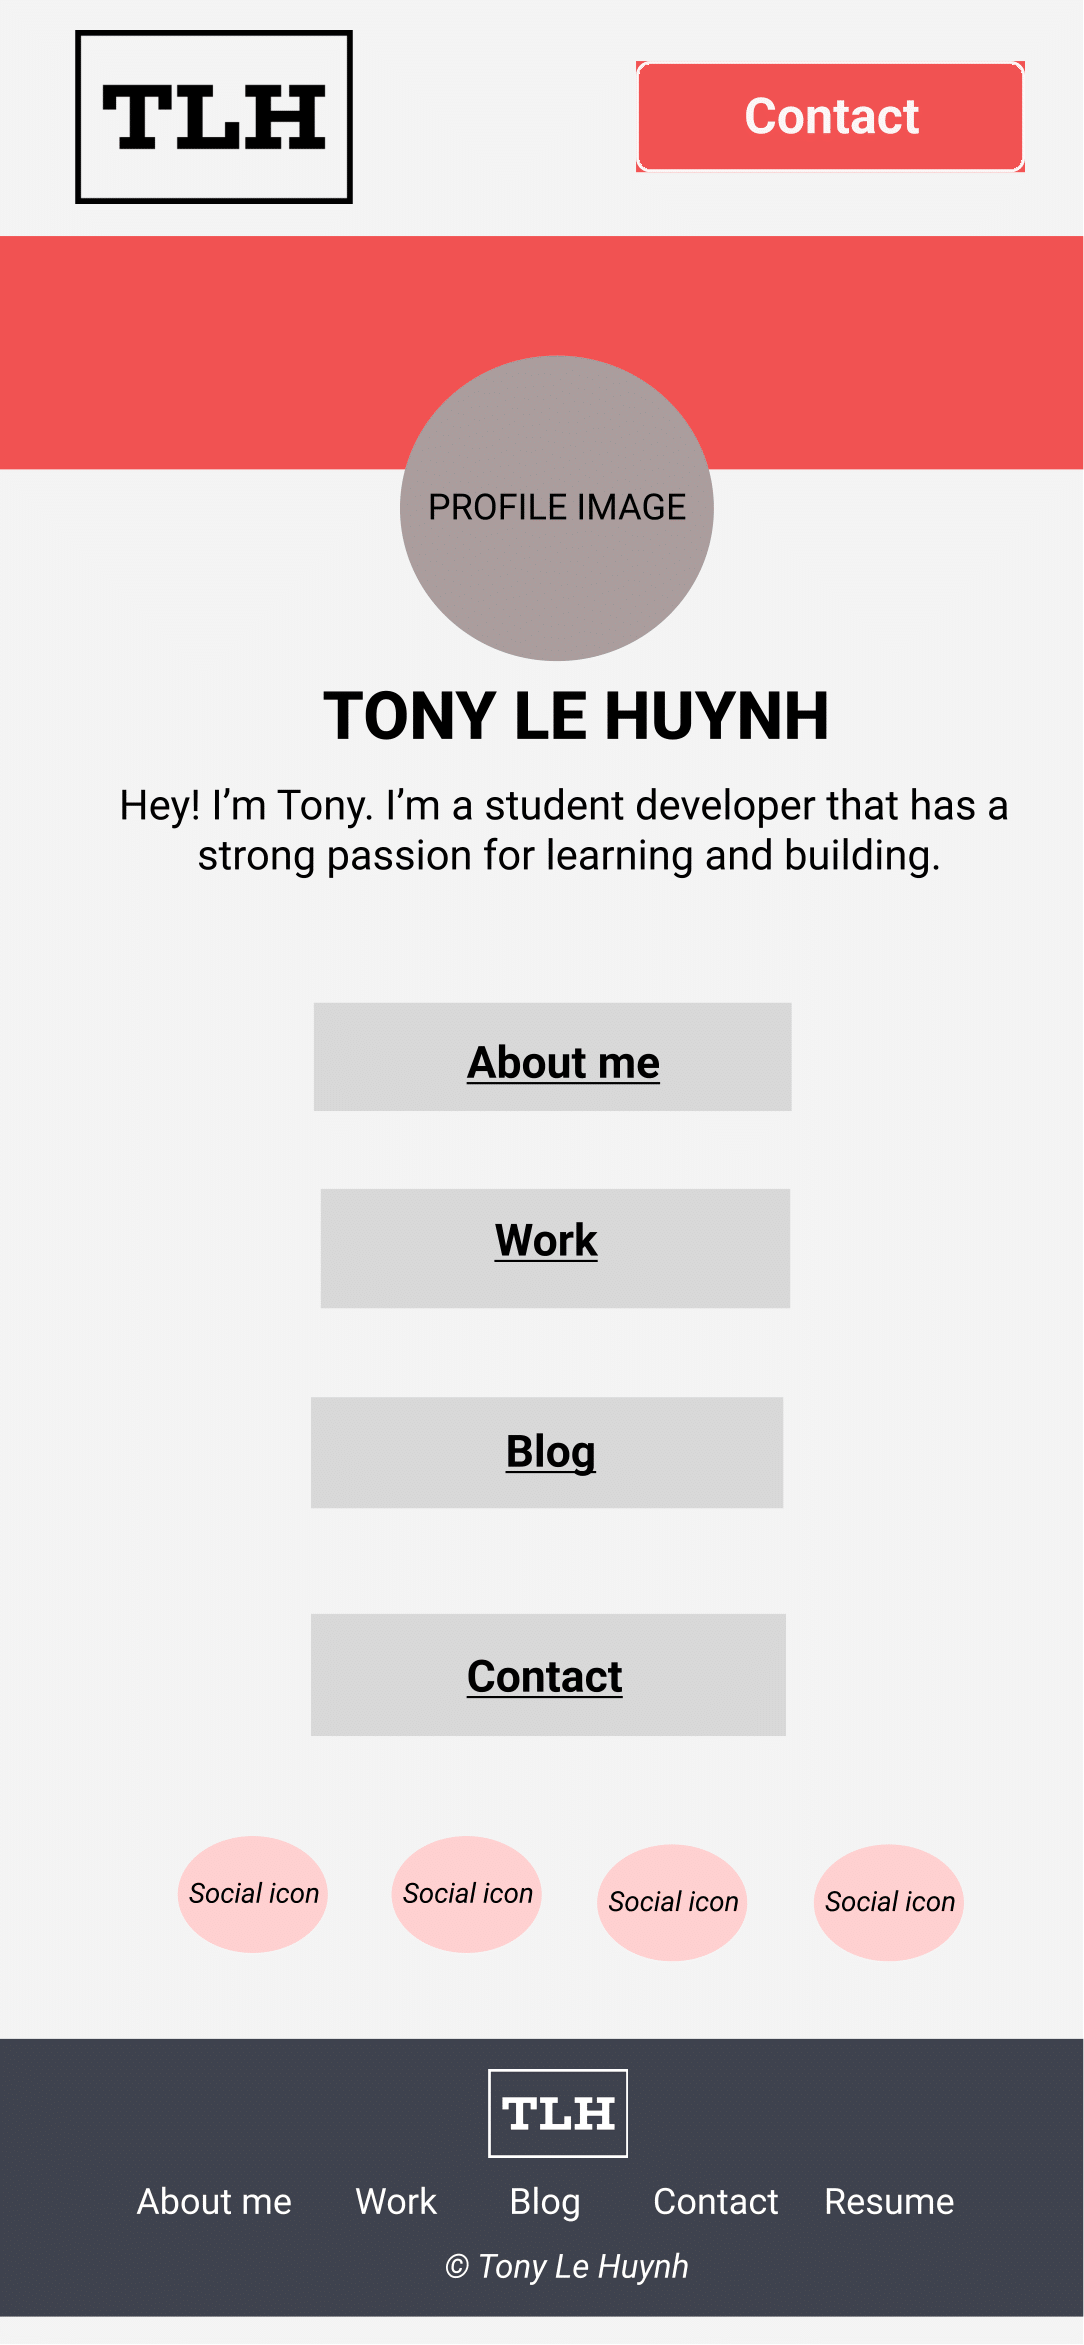 TLH
Contact
PROFILE IMAGE
TONY LE HUYNH
Hey! I’m Tony. I’m a student developer that has a
strong passion for learning and building.
About me
Work
Blog
Contact
Social icon Social icon Social icon Social icon
TLH
About me Work Blog Contact Resume
© Tony Le Huynh